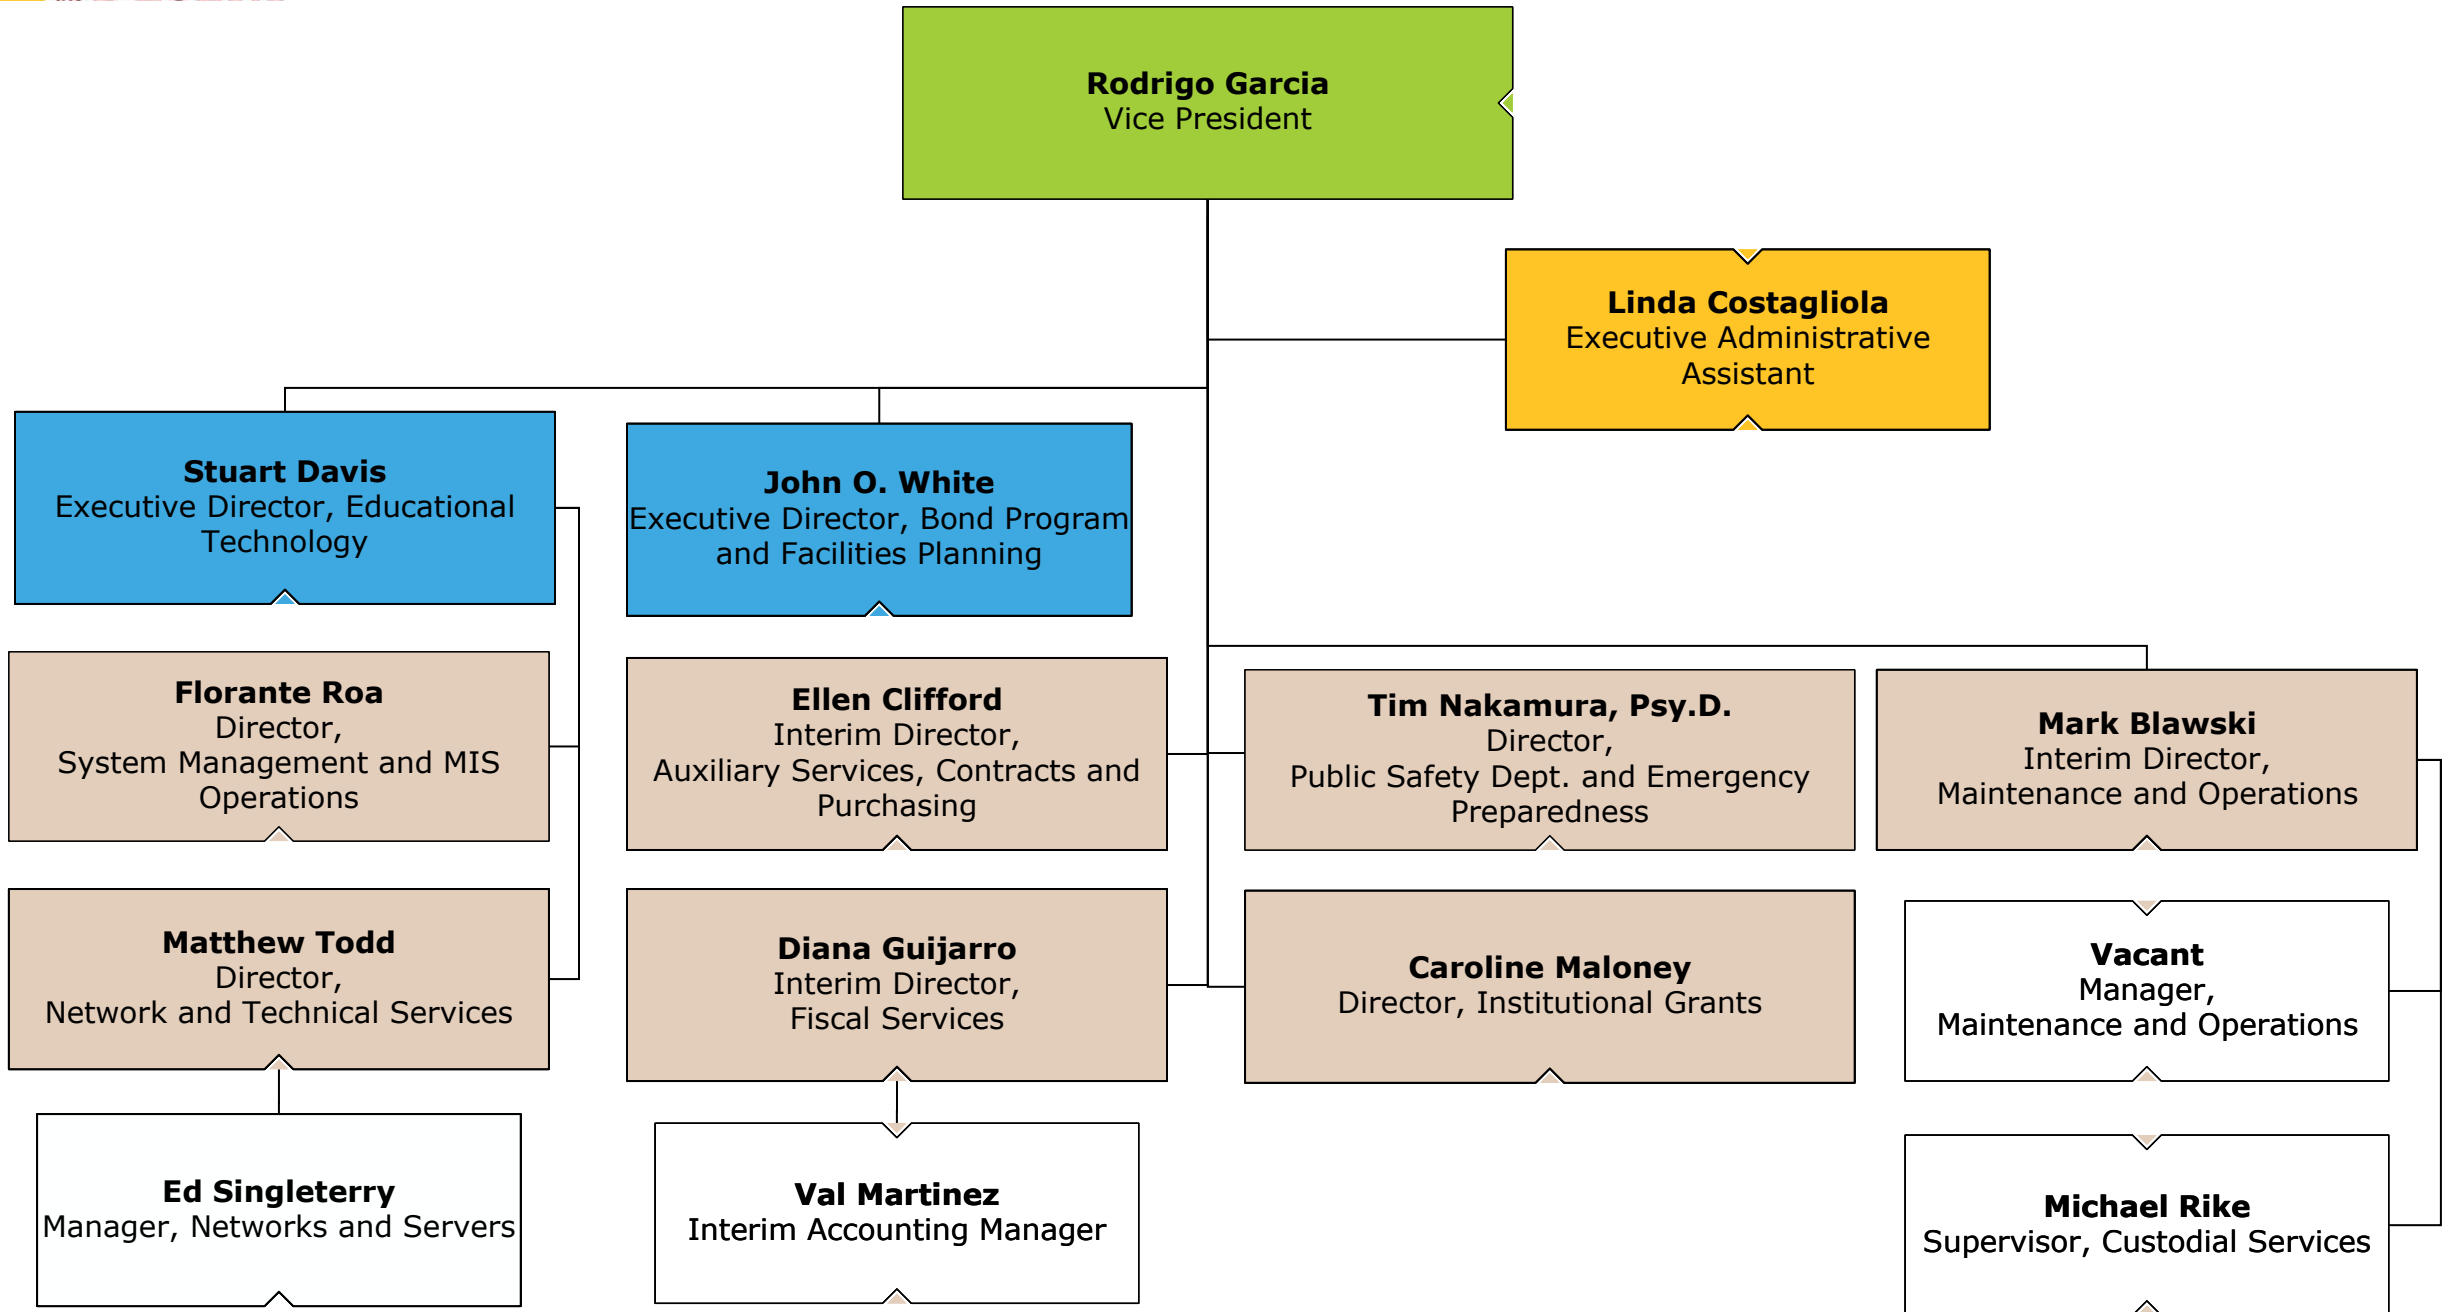 Rodrigo Garcia
Vice President
Linda Costagliola
Executive Administrative
Assistant
Stuart Davis
Executive Director, Educational
Technology
John O. White
Executive Director, Bond Program
and Facilities Planning
Florante Roa
Director,
System Management and MIS
Operations
Ellen Clifford
Interim Director,
Auxiliary Services, Contracts and
Purchasing
Tim Nakamura, Psy.D.
Director,
Public Safety Dept. and Emergency
Preparedness
Mark Blawski
Interim Director,
Maintenance and Operations
Matthew Todd
Director,
Network and Technical Services
Diana Guijarro
Interim Director,
Fiscal Services
Caroline Maloney
Director, Institutional Grants
Vacant
Manager,
Maintenance and Operations
Ed Singleterry
Manager, Networks and Servers
Val Martinez
Interim Accounting Manager
Michael Rike
Supervisor, Custodial Services